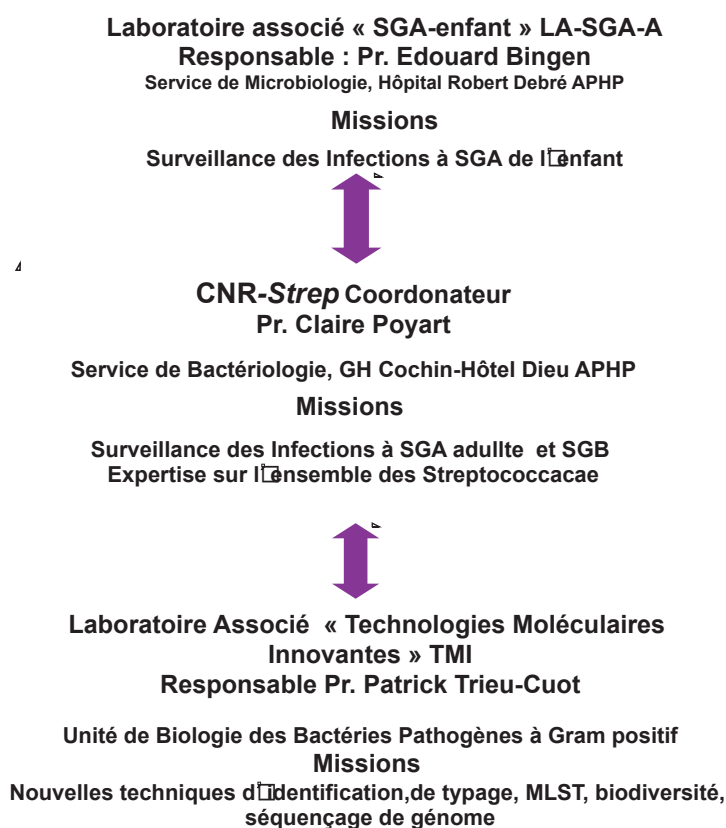 Laboratoire associé « SGA-enfant » LA-SGA-A
Responsable : Pr. Edouard Bingen
Service de Microbiologie, Hôpital Robert Debré APHP
Missions
Surveillance des Infections à SGA de l’enfant
CNR-Strep Coordonateur
Pr. Claire Poyart
Service de Bactériologie, GH Cochin-Hôtel Dieu APHP
Missions
Surveillance des Infections à SGA adullte et SGB
Expertise sur l’ensemble des Streptococcacae
Laboratoire Associé « Technologies Moléculaires
Innovantes » TMI
Responsable Pr. Patrick Trieu-Cuot
Unité de Biologie des Bactéries Pathogènes à Gram positif
Missions
Nouvelles techniques d’identification,de typage, MLST, biodiversité,
séquençage de génome